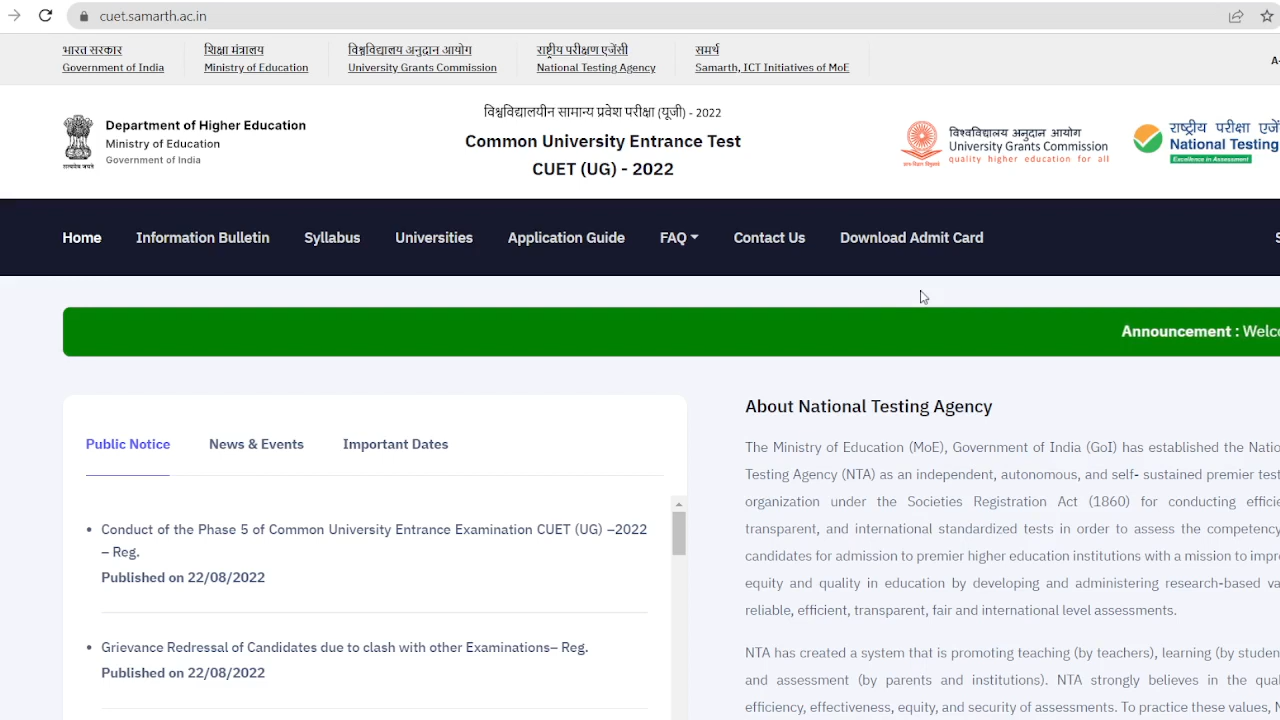 cuet.samarth.ac.in
भारत सरकार
Government of India
शिक्षा मंत्रालय
Ministry of Education
विश्वविद्यालय अनुदान आयोग
University Grants Commission
राष्ट्रीय परीक्षण एजेंसी
National Testing Agency
समर्थ
Samarth, ICT Initiatives of MoE
A-
सत्यमेव जयते
Department of Higher Education
Ministry of Education
Government of India
विश्वविद्यालयीन सामान्य प्रवेश परीक्षा (यूजी) - 2022
Common University Entrance Test
CUET (UG) - 2022
विश्वविद्यालय अनुदान आयोग
University Grants Commission
quality higher education for all
राष्ट्रीय परीक्षा एजें
National Testing
Excellence in Assessment
Home Information Bulletin Syllabus Universities Application Guide FAQ Contact Us Download Admit Card S
Announcement : Welco
Public Notice News & Events Important Dates
• Conduct of the Phase 5 of Common University Entrance Examination CUET (UG) –2022
– Reg.
Published on 22/08/2022
• Grievance Redressal of Candidates due to clash with other Examinations– Reg.
Published on 22/08/2022
About National Testing Agency
The Ministry of Education (MoE), Government of India (GoI) has established the Natio
Testing Agency (NTA) as an independent, autonomous, and self- sustained premier test
organization under the Societies Registration Act (1860) for conducting efficie
transparent, and international standardized tests in order to assess the competency
candidates for admission to premier higher education institutions with a mission to impro
equity and quality in education by developing and administering research-based va
reliable, efficient, transparent, fair and international level assessments.
NTA has created a system that is promoting teaching (by teachers), learning (by studen
and assessment (by parents and institutions). NTA strongly believes in the qual
efficiency, effectiveness, equity, and security of assessments. To practice these values, N